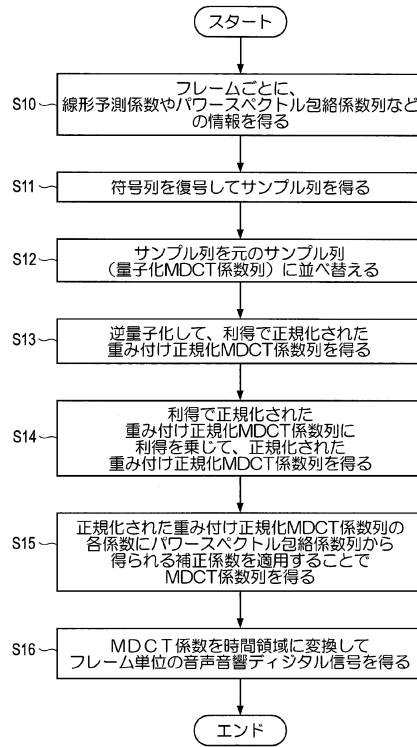 スタート
S10
フレームごとに、
線形予測係数やパワースペクトル包絡係数列など
の情報を得る
S11
符号列を復号してサンプル列を得る
S12
サンプル列を元のサンプル列
（量子化MDCT係数列）に並べ替える
S13
逆量子化して、利得で正規化された
重み付け正規化MDCT係数列を得る
S14
利得で正規化された
重み付け正規化MDCT係数列に
利得を乗じて、正規化された
重み付け正規化MDCT係数列を得る
S15
正規化された重み付け正規化MDCT係数列の
各係数にパワースペクトル包絡係数列から
得られる補正係数を適用することで
MDCT係数列を得る
S16
ＭＤＣＴ係数を時間領域に変換して
フレーム単位の音声音響ディジタル信号を得る
エンド